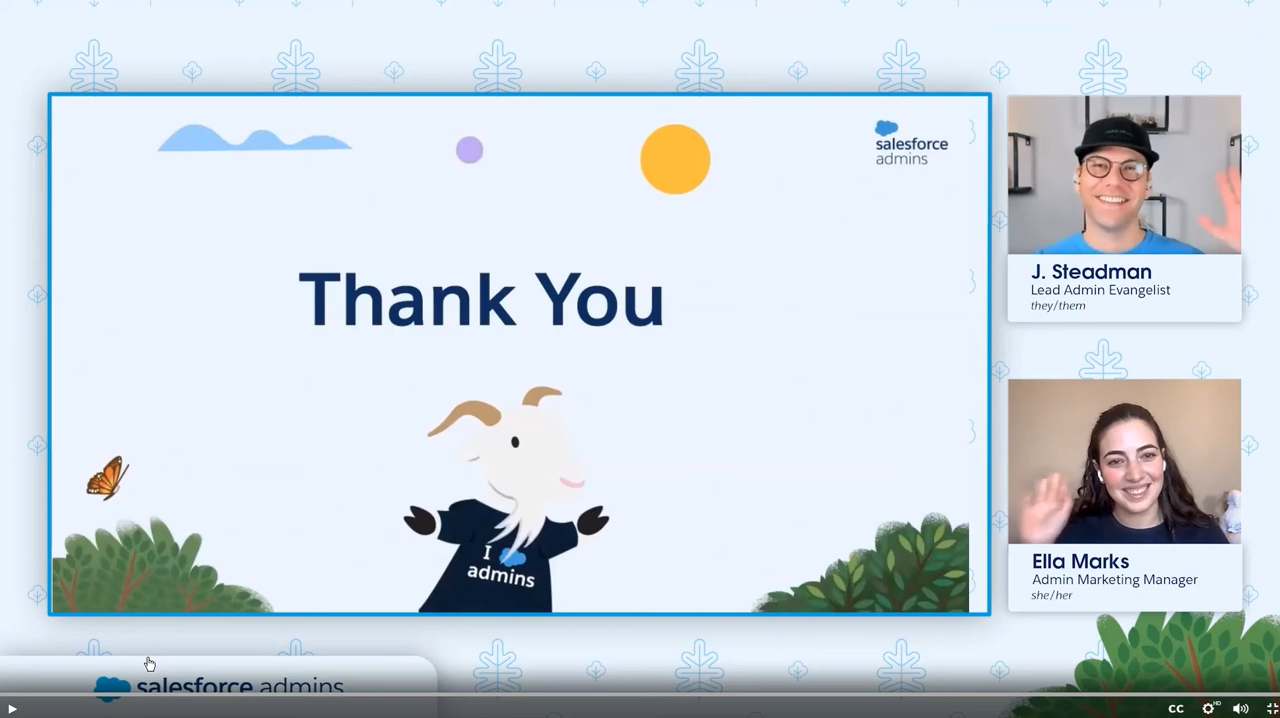 salesforce
admins
Thank You
I
admins
J. Steadman
Lead Admin Evangelist
they/them
Ella Marks
Admin Marketing Manager
she/her
salesforce admins
CC
HD